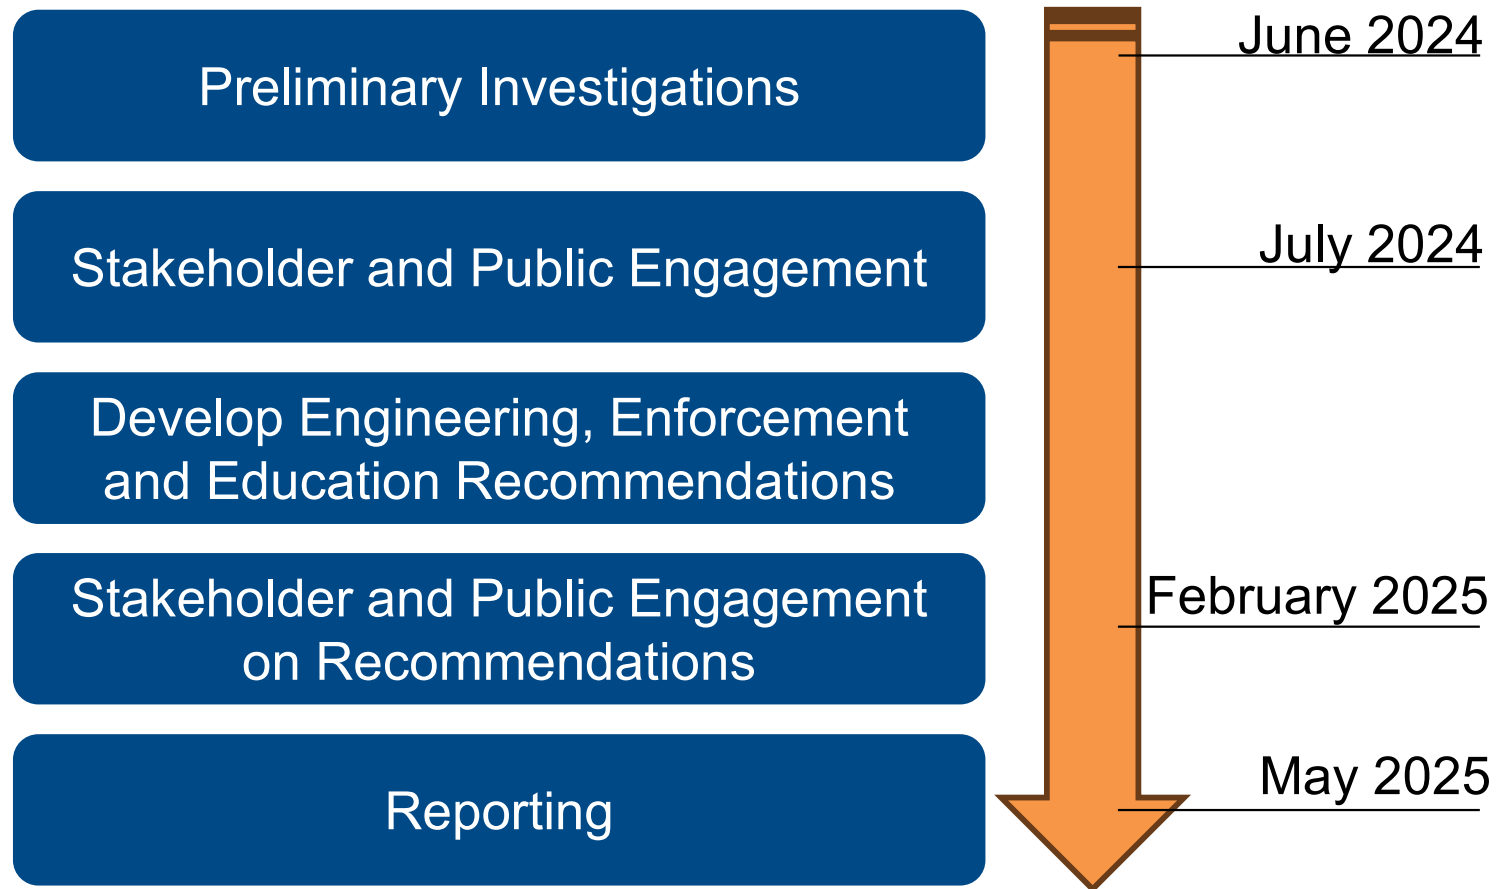 Preliminary Investigations
June 2024
Stakeholder and Public Engagement
July 2024
Develop Engineering, Enforcement
and Education Recommendations
Stakeholder and Public Engagement
on Recommendations
February 2025
Reporting
May 2025